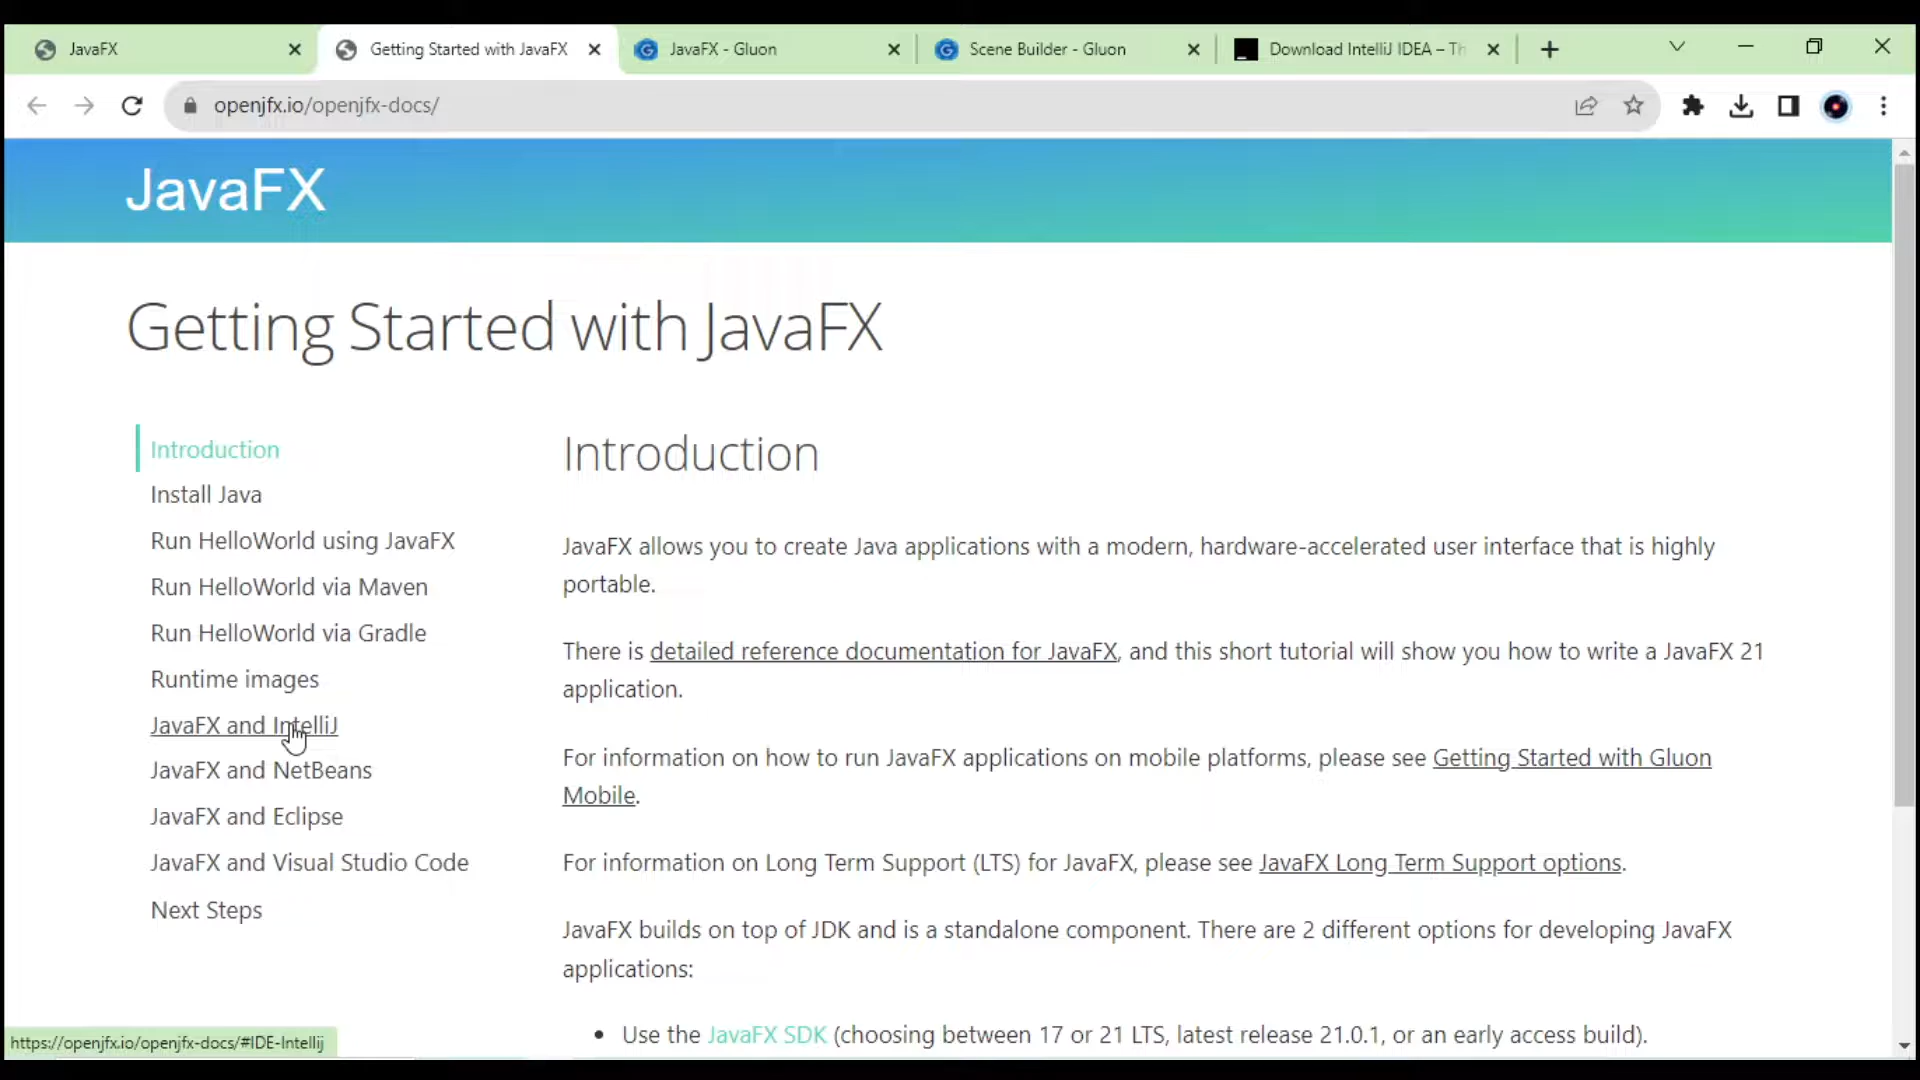 JavaFX
Getting Started with JavaFX
JavaFX - Gluon
Scene Builder - Gluon
Download IntelliJ IDEA – Th
openjfx.io/openjfx-docs/
JavaFX
Getting Started with JavaFX
Introduction
Install Java
Run HelloWorld using JavaFX
Run HelloWorld via Maven
Run HelloWorld via Gradle
Runtime images
JavaFX and IntelliJ
JavaFX and NetBeans
JavaFX and Eclipse
JavaFX and Visual Studio Code
Next Steps
Introduction
JavaFX allows you to create Java applications with a modern, hardware-accelerated user interface that is highly
portable.
There is detailed reference documentation for JavaFX, and this short tutorial will show you how to write a JavaFX 21
application.
For information on how to run JavaFX applications on mobile platforms, please see Getting Started with Gluon
Mobile.
For information on Long Term Support (LTS) for JavaFX, please see JavaFX Long Term Support options.
JavaFX builds on top of JDK and is a standalone component. There are 2 different options for developing JavaFX
applications:
• Use the JavaFX SDK (choosing between 17 or 21 LTS, latest release 21.0.1, or an early access build).
https://openjfx.io/openjfx-docs/#IDE-Intellij